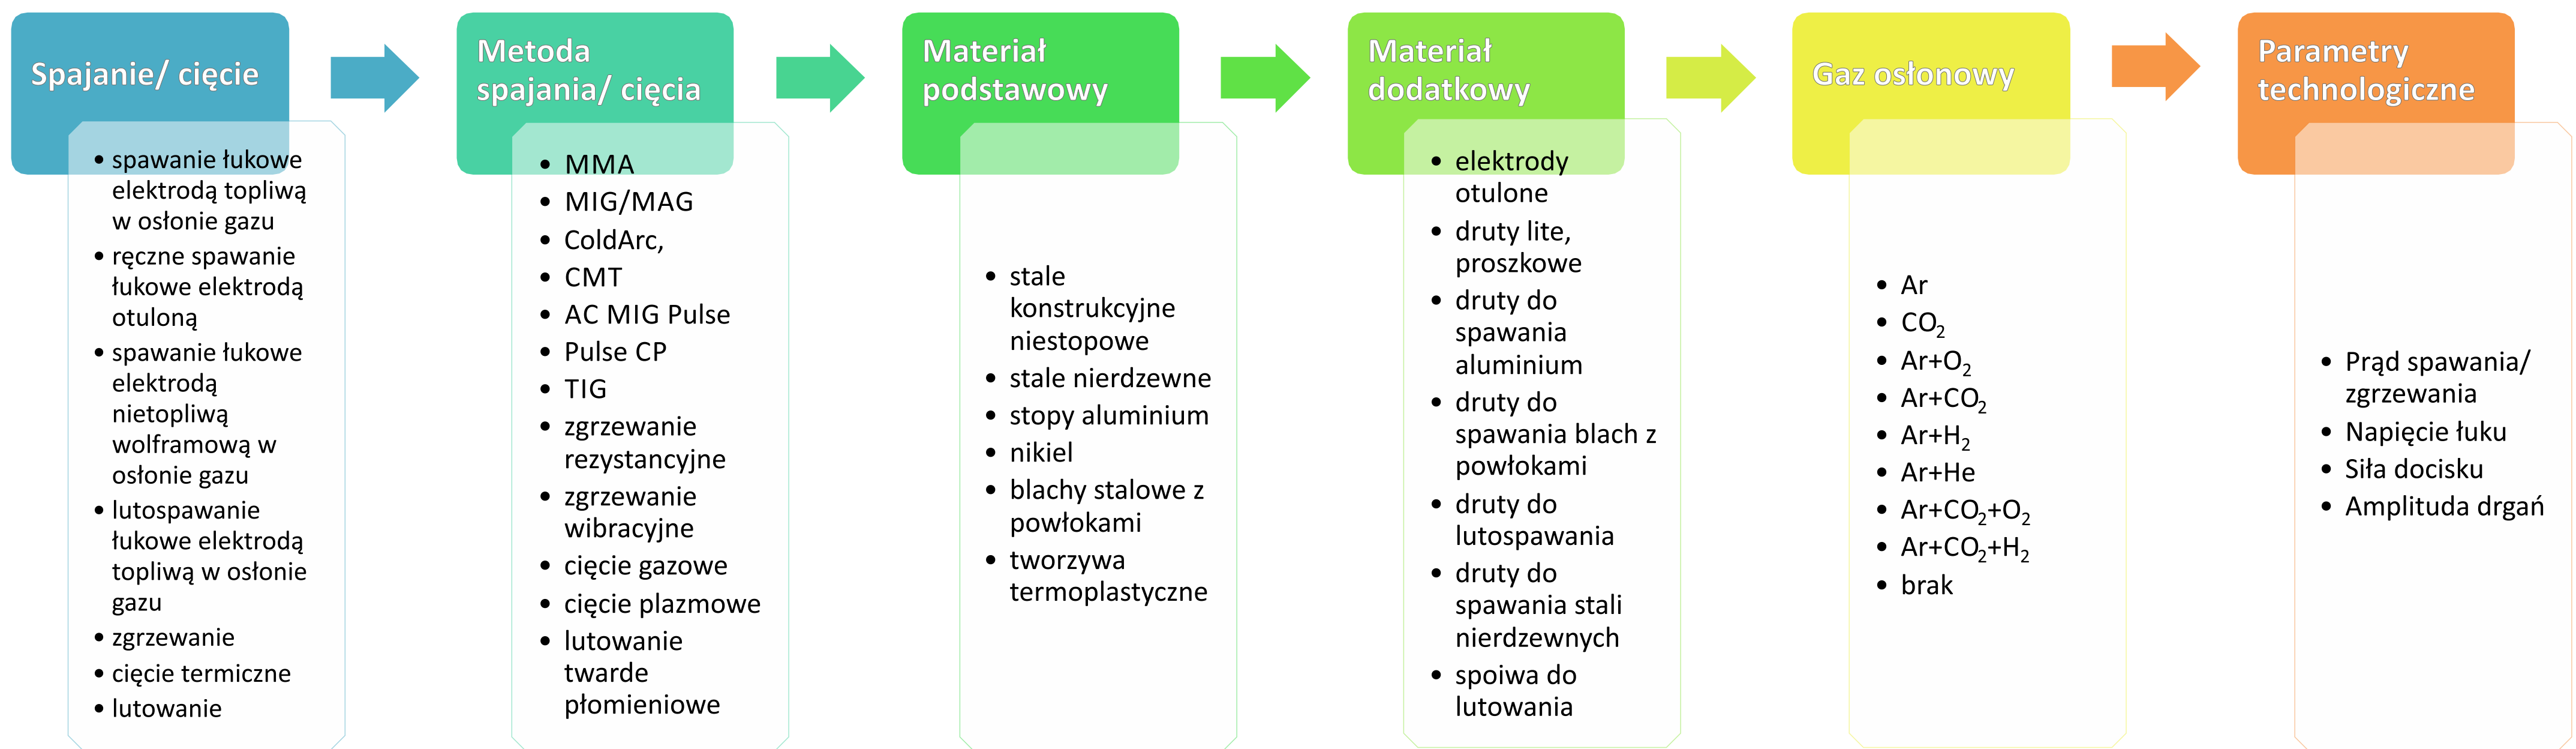 Spajanie/ cięcie
• spawanie łukowe
elektrodą topliwą
w osłonie gazu
• ręczne spawanie
łukowe elektrodą
otuloną
• spawanie łukowe
elektrodą
nietopliwą
wolframową w
osłonie gazu
• lutospawanie
łukowe elektrodą
topliwą w osłonie
gazu
• zgrzewanie
• cięcie termiczne
• lutowanie
Metoda
spajania/ cięcia
• MMA
• MIG/MAG
• ColdArc,
• CMT
• AC MIG Pulse
• Pulse CP
• TIG
• zgrzewanie
rezystancyjne
• zgrzewanie
wibracyjne
• cięcie gazowe
• cięcie plazmowe
• lutowanie
twarde
płomieniowe
Materiał
podstawowy
• stale
konstrukcyjne
niestopowe
• stale nierdzewne
• stopy aluminium
• nikiel
• blachy stalowe z
powłokami
• tworzywa
termoplastyczne
Materiał
dodatkowy
• elektrody
otulone
• druty lite,
proszkowe
• druty do
spawania
aluminium
• druty do
spawania blach z
powłokami
• druty do
lutospawania
• druty do
spawania stali
nierdzewnych
• spoiwa do
lutowania
Gaz osłonowy
• Ar
• CO₂
• Ar+O₂
• Ar+CO₂
• Ar+H₂
• Ar+He
• Ar+CO₂+O₂
• Ar+CO₂+H₂
• brak
Parametry
technologiczne
• Prąd spawania/
zgrzewania
• Napięcie łuku
• Siła docisku
• Amplituda drgań